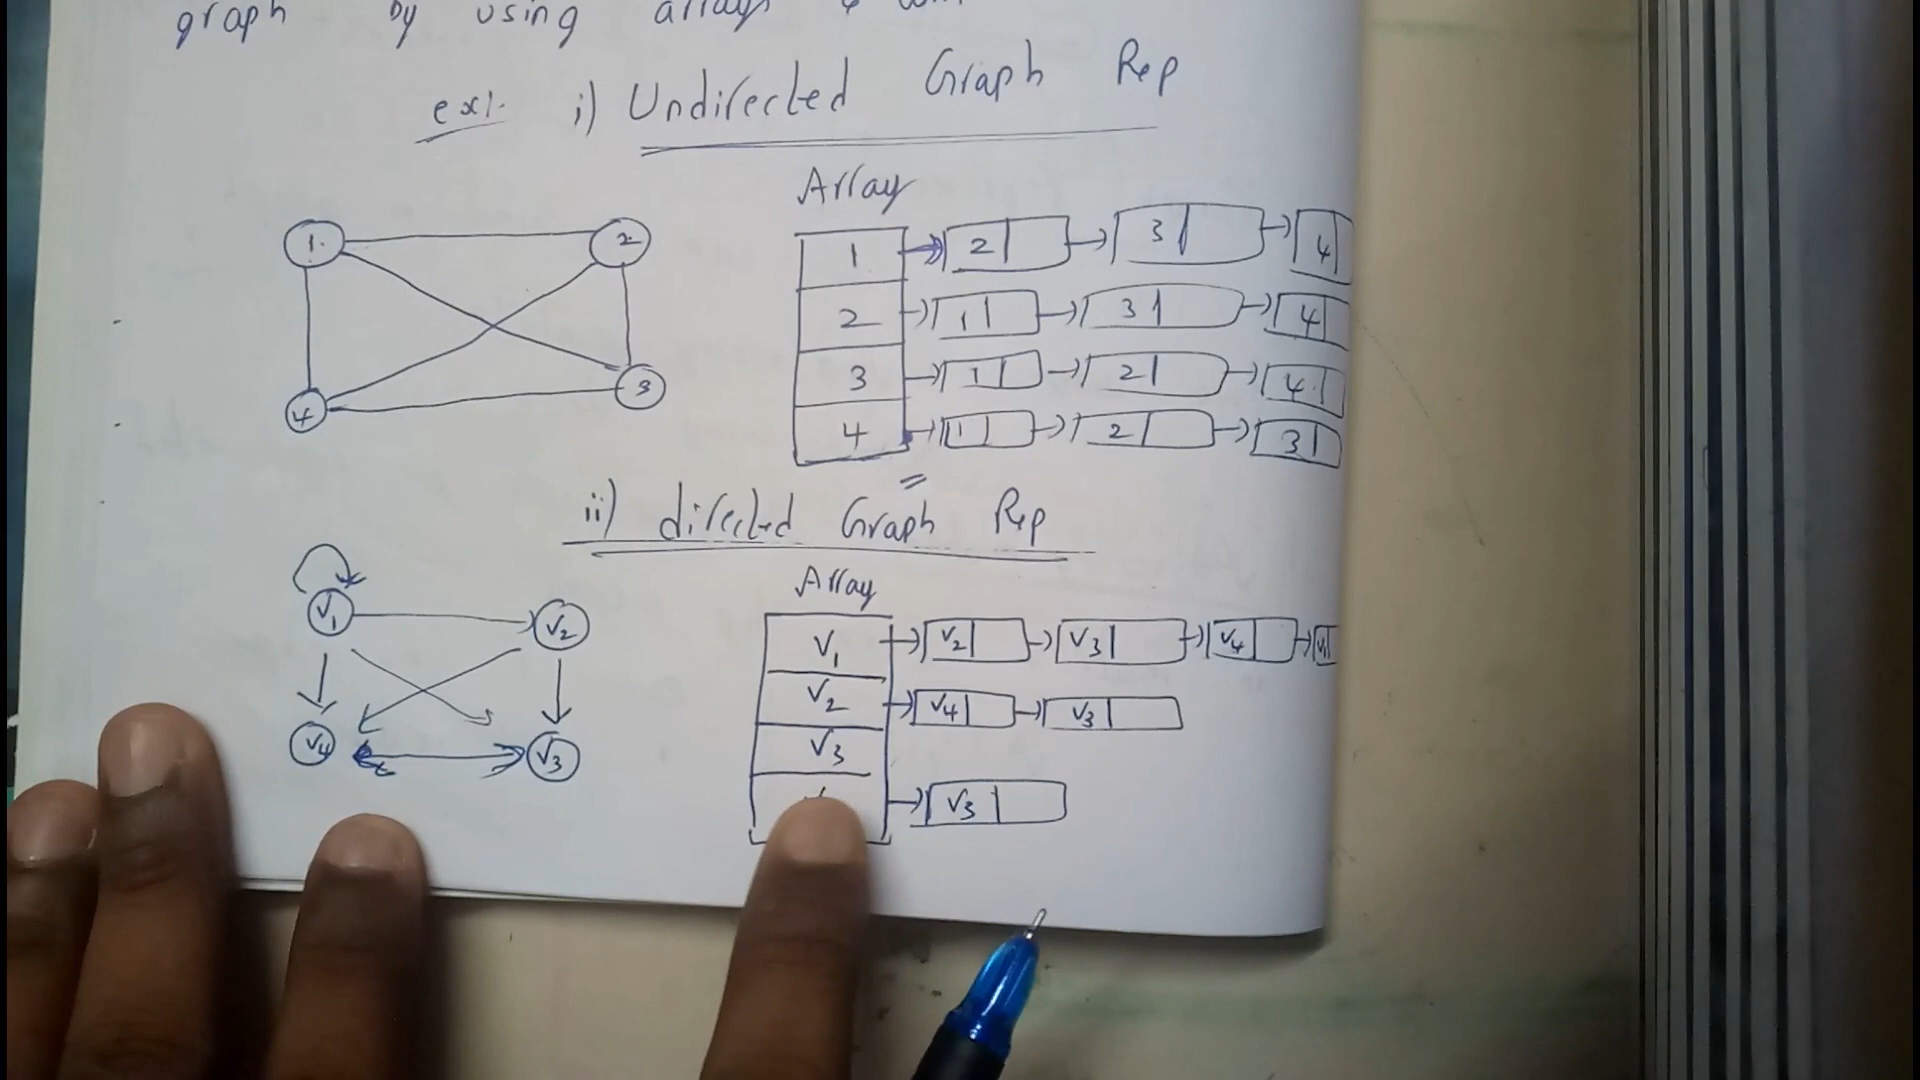 graph by using arrays &
ex:- i) Undirected Graph Rep
Array
1 2 3 4
1 2 3 4
2 1 3 4
3 1 2 4
4 1 2 3
ii) directed Graph Rep
Array
V1 V2 V4 V3
V1 V2 V3 V4 V1
V2 V4 V3
V3
V3